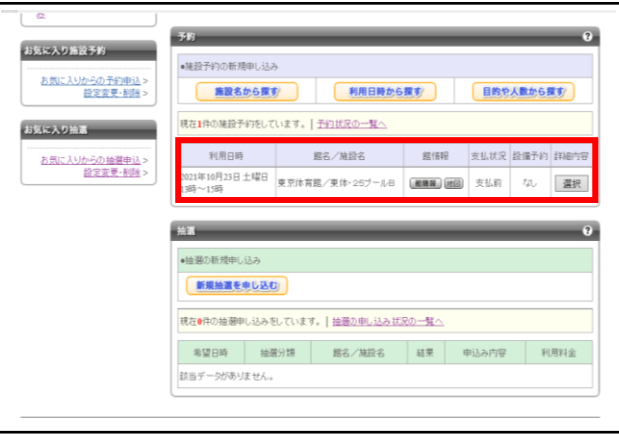 お気に入り施設予約
お気に入りからの予約申込 >
設定変更・削除 >
お気に入り抽選
お気に入りからの抽選申込 >
設定変更・削除 >
予約
?
●施設予約の新規申し込み
施設名から探す
利用日時から探す
目的や人数から探す
現在1件の施設予約をしています。 | 予約状況の一覧へ
利用日時 館名/施設名 館情報 支払状況 設備予約 詳細内容
2021年10月23日 土曜日
13時~15時
東京体育館/東体・25プールB
地図
支払前
なし
選択
抽選
?
●抽選の新規申し込み
新規抽選を申し込む
現在0件の抽選申し込みをしています。 | 抽選の申し込み状況の一覧へ
希望日時 抽選分類 館名/施設名 結果 申込み内容 利用料金
該当データがありません。